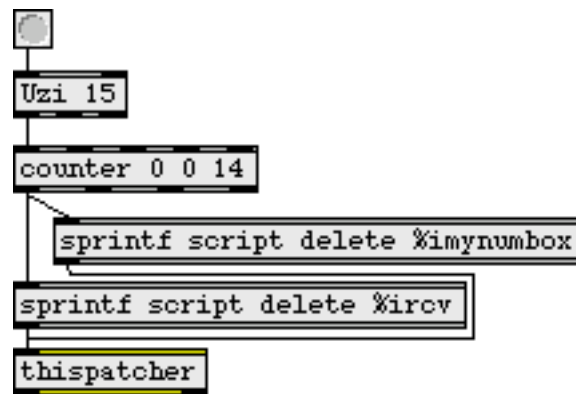 Uzi 15
counter 0 0 14
sprintf script delete %imynumbox
sprintf script delete %ircv
thispatcher